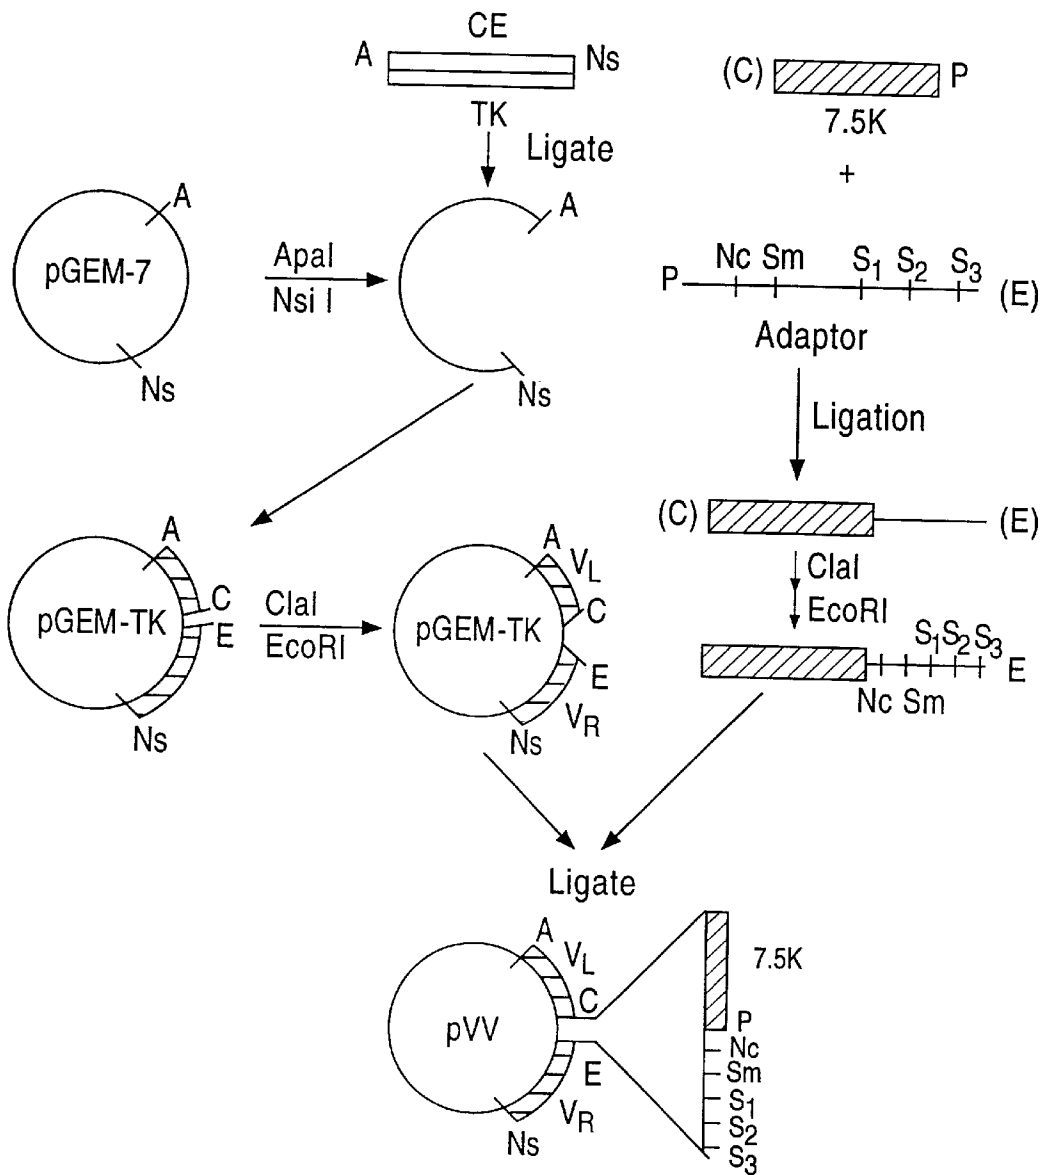 CE
A
Ns
TK
Ligate
(C)
P
7.5K
+
A
pGEM-7
Ns
ApaI
Nsi I
A
Ns
P
Nc Sm S1 S2 S3
(E)
Adaptor
Ligation
(C)
(E)
ClaI
EcoRI
S1S2S3
E
Nc Sm
A
pGEM-TK
C
E
Ns
ClaI
EcoRI
A
VL
pGEM-TK
C
E
VR
Ns
Ligate
A
VL
C
pVV
E
VR
Ns
7.5K
P
Nc
Sm
S1
S2
S3